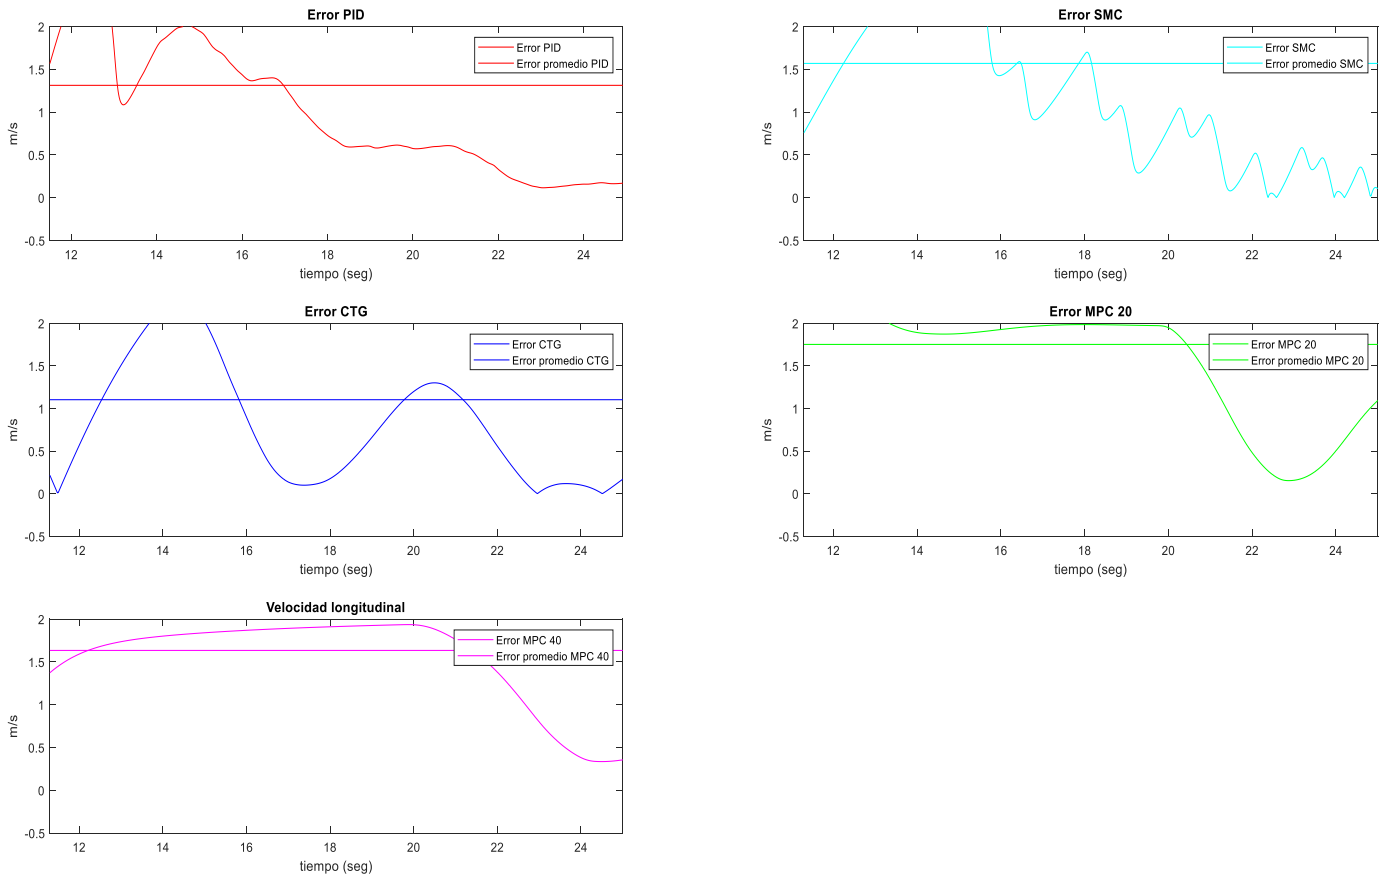 Error PID
2
1.5
1
0.5
0
-0.5
m/s
Error PID
Error promedio PID
12 14 16 18 20 22 24
tiempo (seg)
Error SMC
2
1.5
1
0.5
0
-0.5
m/s
Error SMC
Error promedio SMC
12 14 16 18 20 22 24
tiempo (seg)
Error CTG
2
1.5
1
0.5
0
-0.5
m/s
Error CTG
Error promedio CTG
12 14 16 18 20 22 24
tiempo (seg)
Error MPC 20
2
1.5
1
0.5
0
-0.5
m/s
Error MPC 20
Error promedio MPC 20
12 14 16 18 20 22 24
tiempo (seg)
Velocidad longitudinal
2
1.5
1
0.5
0
-0.5
m/s
Error MPC 40
Error promedio MPC 40
12 14 16 18 20 22 24
tiempo (seg)